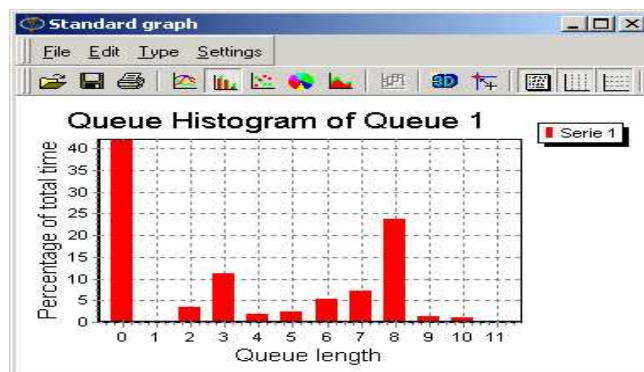 Standard graph
File Edit Type Settings
3D
Queue Histogram of Queue 1
Serie 1
Percentage of total time
40
35
30
25
20
15
10
5
0
0 1 2 3 4 5 6 7 8 9 10 11
Queue length